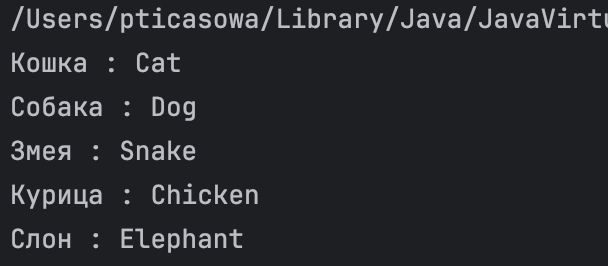 /Users/pticasowa/Library/Java/JavaVirtu
Кошка : Cat
Собака : Dog
Змея : Snake
Курица : Chicken
Слон : Elephant